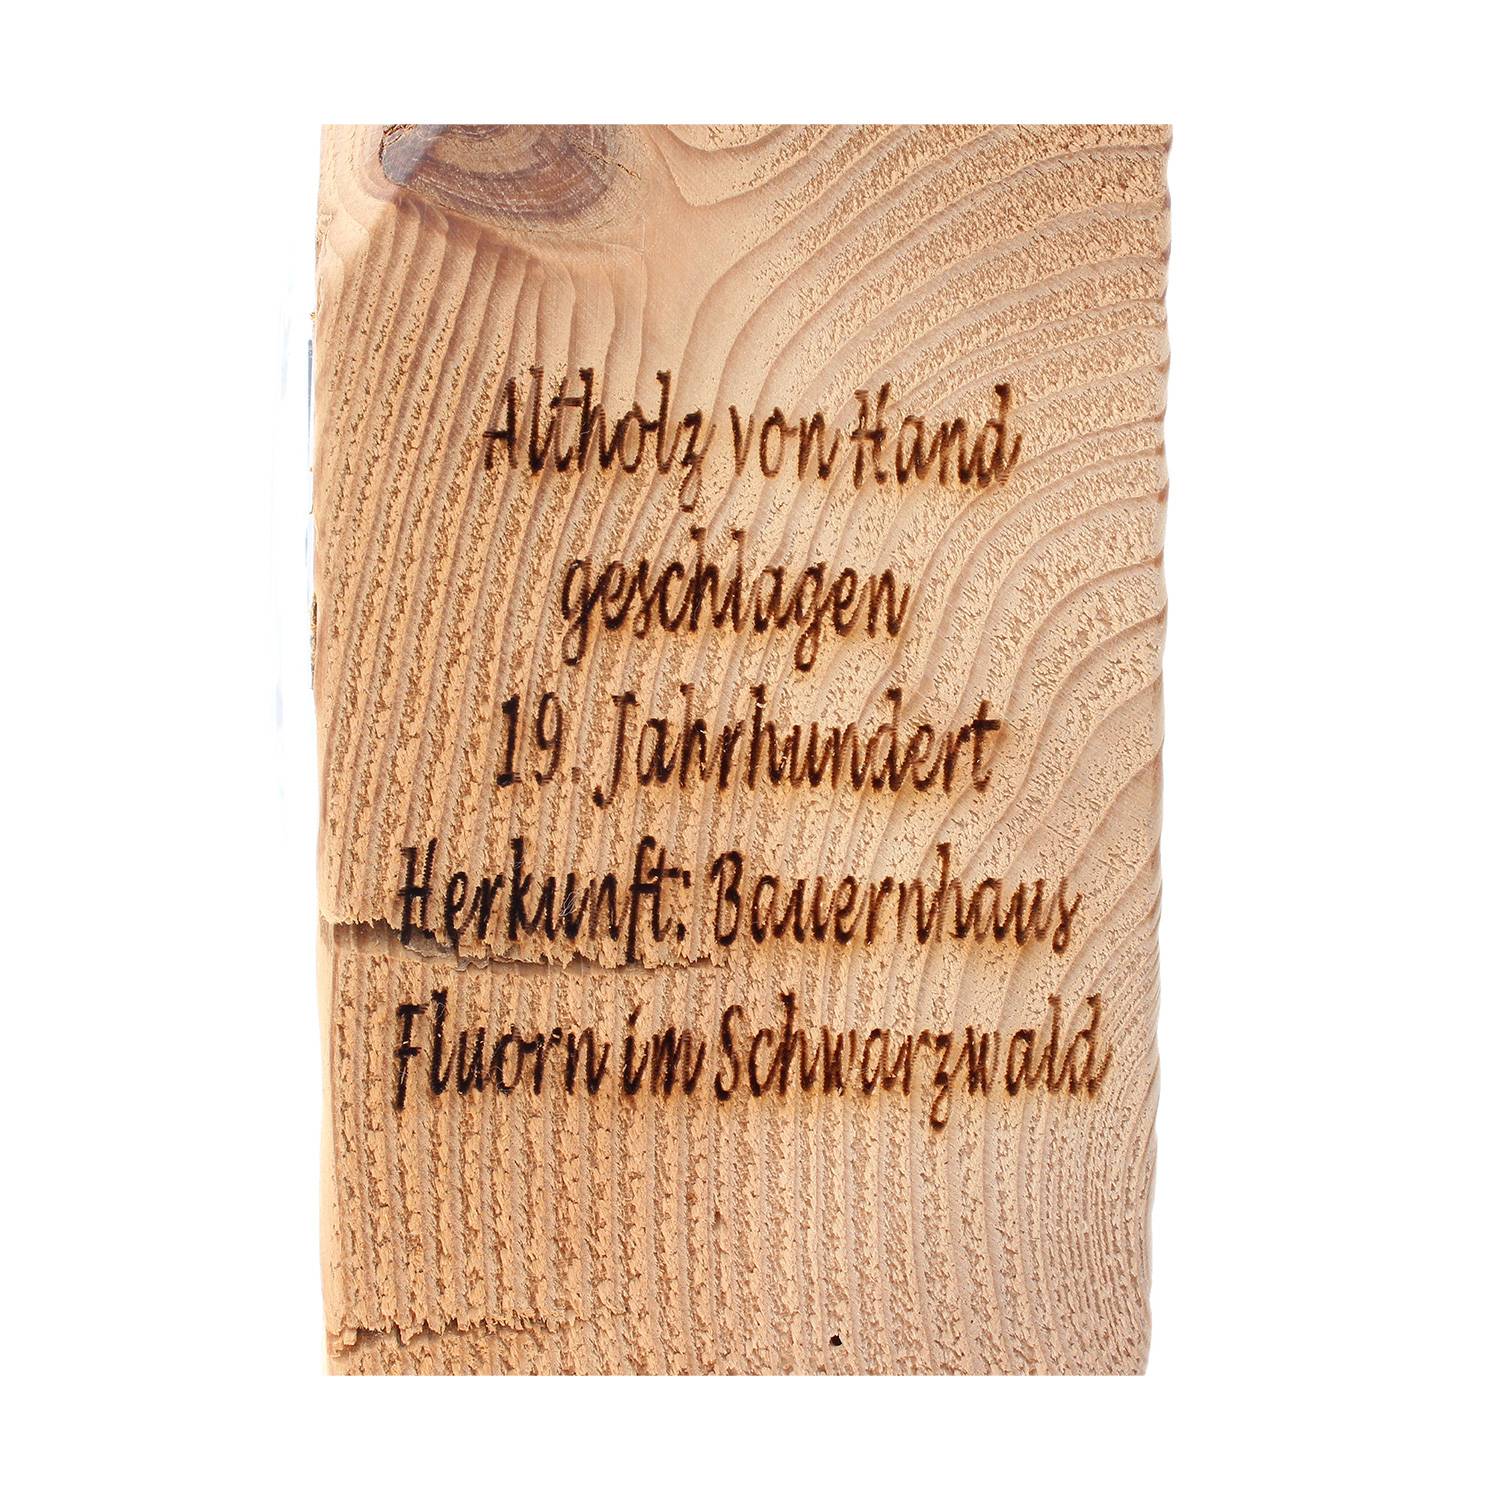 Altholz von Hand
geschlagen
19. Jahrhundert
Herkunft: Bauernhaus
Fluorn im Schwarzwald